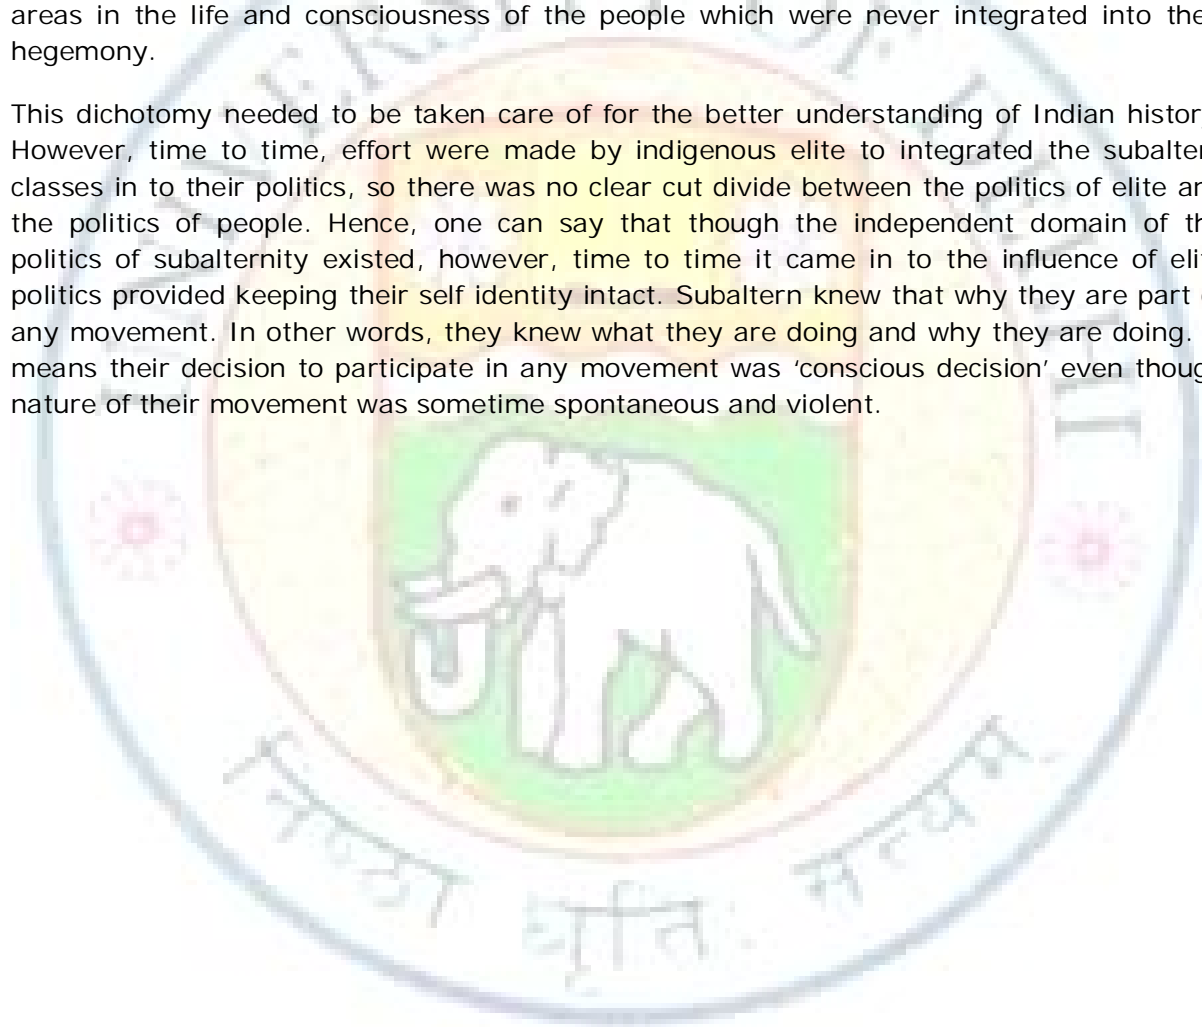 areas in the life and consciousness of the people which were never integrated into the
hegemony.
This dichotomy needed to be taken care of for the better understanding of Indian histor
However, time to time, effort were made by indigenous elite to integrated the subalter
classes in to their politics, so there was no clear cut divide between the politics of elite an
the politics of people. Hence, one can say that though the independent domain of th
politics of subalternity existed, however, time to time it came in to the influence of elit
politics provided keeping their self identity intact. Subaltern knew that why they are part
any movement. In other words, they knew what they are doing and why they are doing.
means their decision to participate in any movement was ‘conscious decision’ even thoug
nature of their movement was sometime spontaneous and violent.
UNIVERSITY OF DELHI
निष्ठा धृति सत्यम